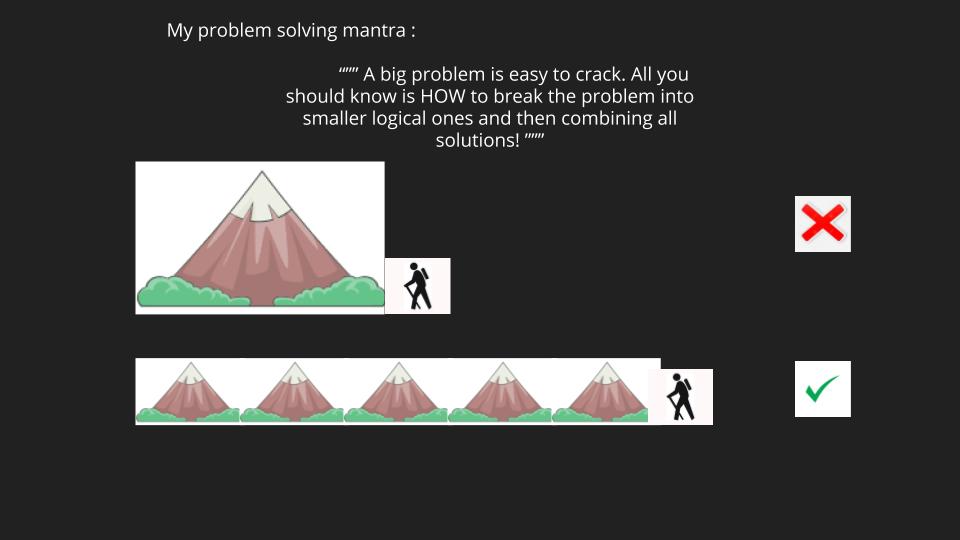 My problem solving mantra :
“”” A big problem is easy to crack. All you
should know is HOW to break the problem into
smaller logical ones and then combining all
solutions! ”””